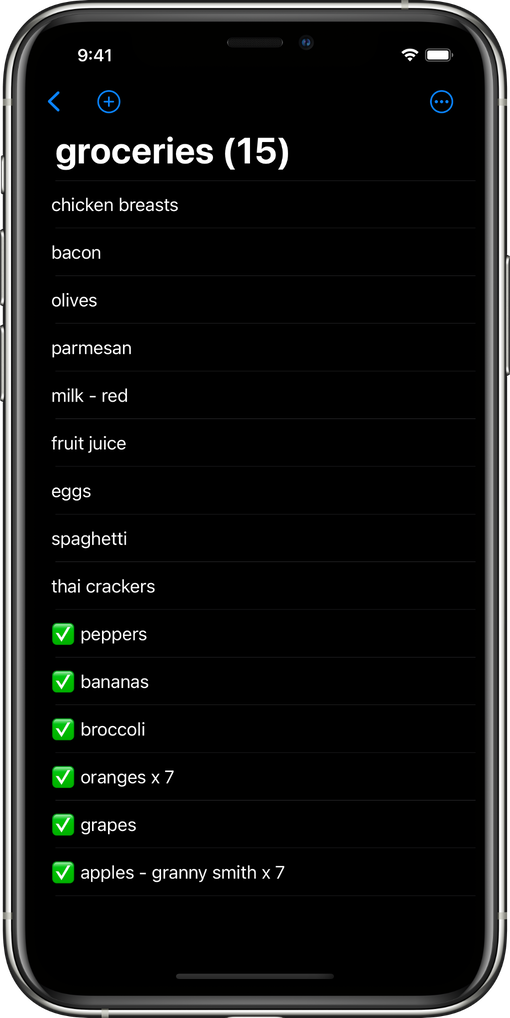 9:41
groceries (15)
chicken breasts
bacon
olives
parmesan
milk - red
fruit juice
eggs
spaghetti
thai crackers
✅ peppers
✅ bananas
✅ broccoli
✅ oranges x 7
✅ grapes
✅ apples - granny smith x 7